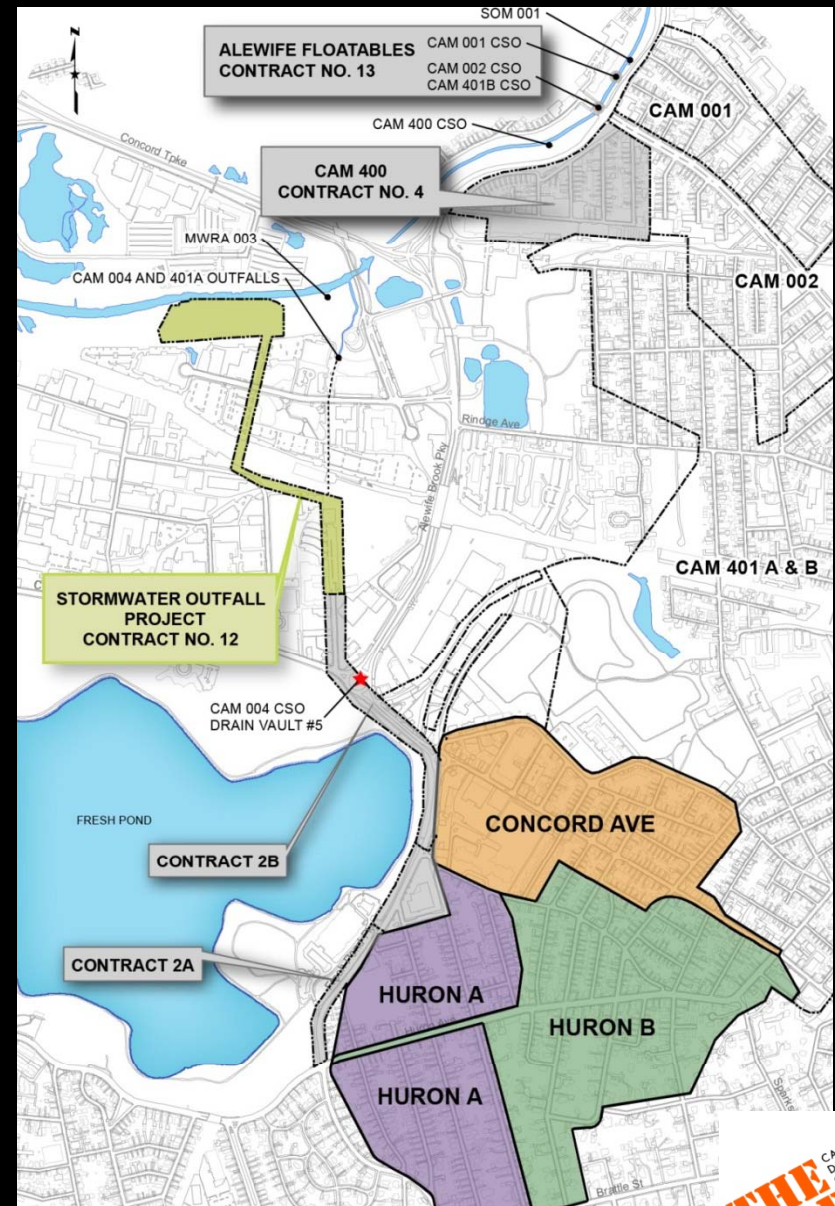 SOM 001
ALEWIFE FLOATABLES
CONTRACT NO. 13
CAM 001 CSO
CAM 002 CSO
CAM 401B CSO
CAM 001
CAM 400 CSO
Concord Tpke
CAM 400
CONTRACT NO. 4
MWRA 003
CAM 002
CAM 004 AND 401A OUTFALLS
Rindge Ave
Alewife Brook Pky
CAM 401 A & B
STORMWATER OUTFALL
PROJECT
CONTRACT NO. 12
CAM 004 CSO
DRAIN VAULT #5
FRESH POND
CONCORD AVE
CONTRACT 2B
CONTRACT 2A
HURON A
HURON B
HURON A
Sparks
Brattle St
THE